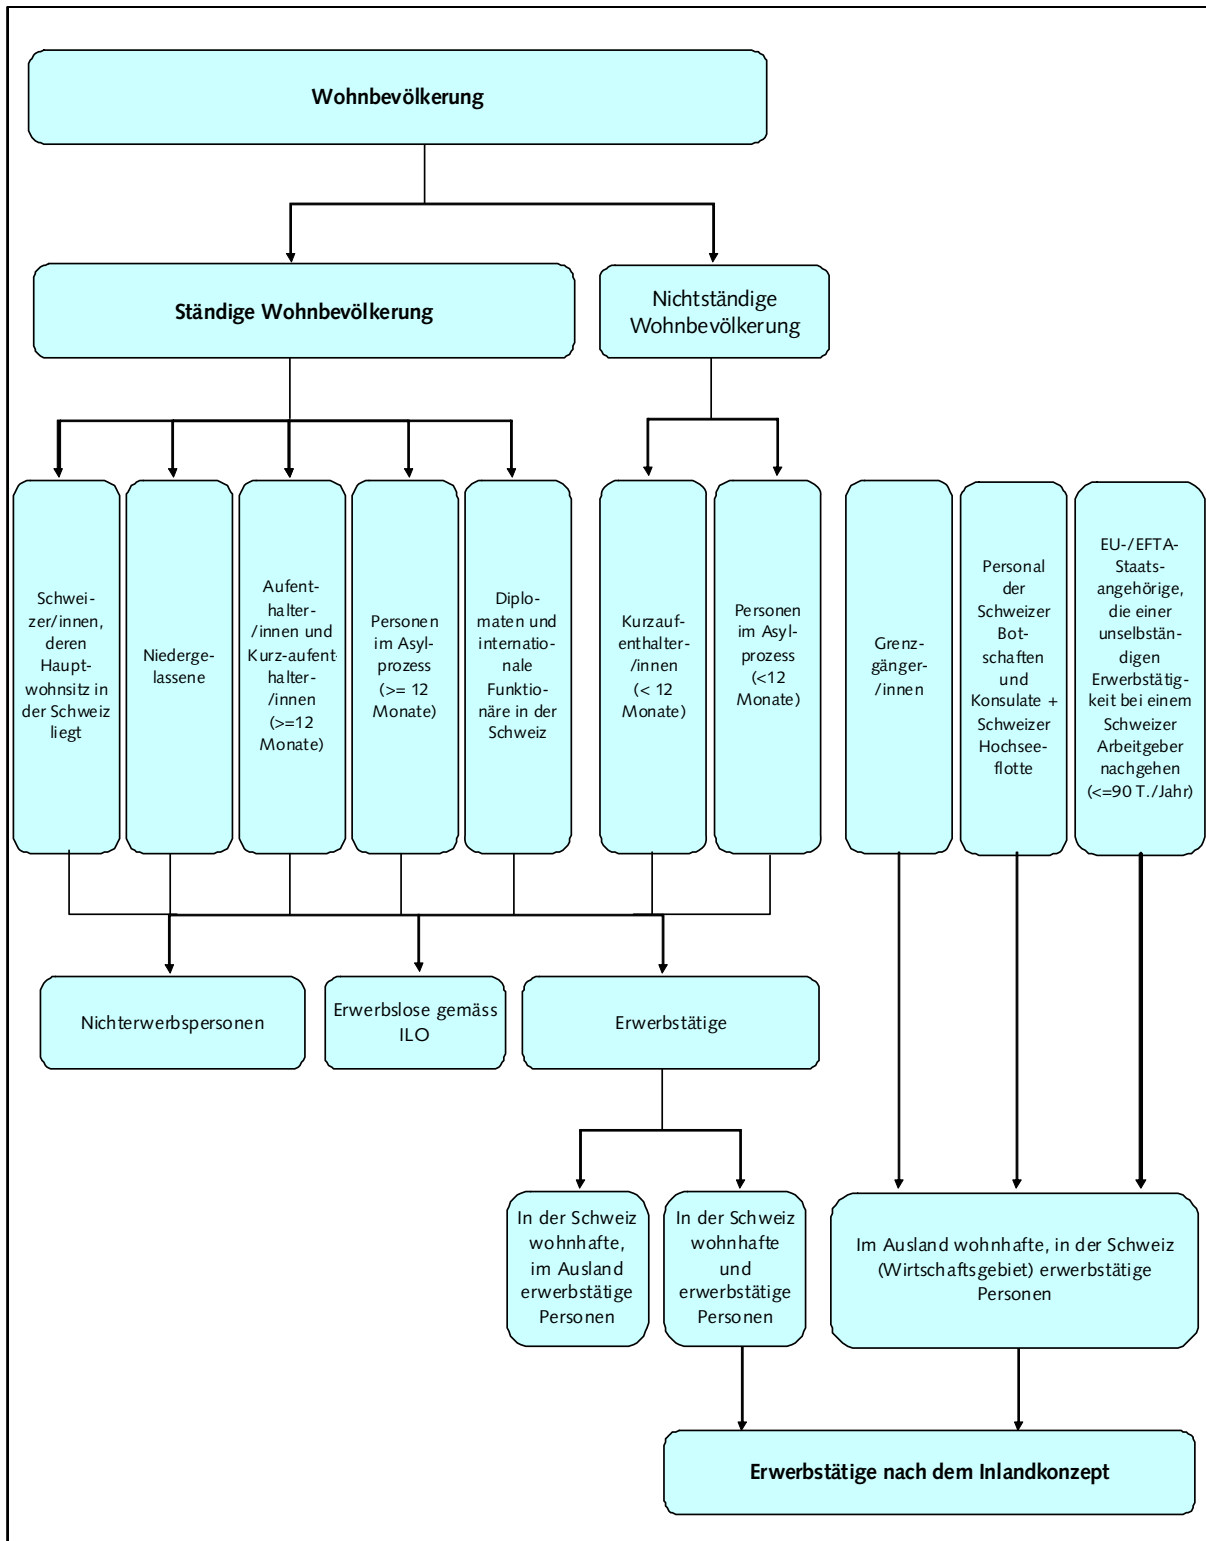 Wohnbevölkerung
Ständige Wohnbevölkerung
Nichtständige
Wohnbevölkerung
Schwei-
zer/innen,
deren
Haupt-
wohnsitz in
der Schweiz
liegt
Niederge-
lassene
Aufent-
halter-
/innen und
Kurz-aufent-
halter-
/innen
(>=12
Monate)
Personen
im Asyl-
prozess
(>= 12
Monate)
Diplo-
maten und
internatio-
nale
Funktio-
näre in der
Schweiz
Kurzauf-
enthalter-
/innen
(< 12
Monate)
Personen
im Asyl-
prozess
(<12
Monate)
Grenz-
gänger-
/innen
Personal
der
Schweizer
Bot-
schaften
und
Konsulate +
Schweizer
Hochsee-
flotte
EU-/EFTA-
Staats-
angehörige,
die einer
unselbstän-
digen
Erwerbstätig-
keit bei einem
Schweizer
Arbeitgeber
nachgehen
(<=90 T./Jahr)
Nichterwerbspersonen
Erwerbslose gemäss
ILO
Erwerbstätige
In der Schweiz
wohnhafte,
im Ausland
erwerbstätige
Personen
In der Schweiz
wohnhafte
und
erwerbstätige
Personen
Im Ausland wohnhafte, in der Schweiz
(Wirtschaftsgebiet) erwerbstätige
Personen
Erwerbstätige nach dem Inlandkonzept